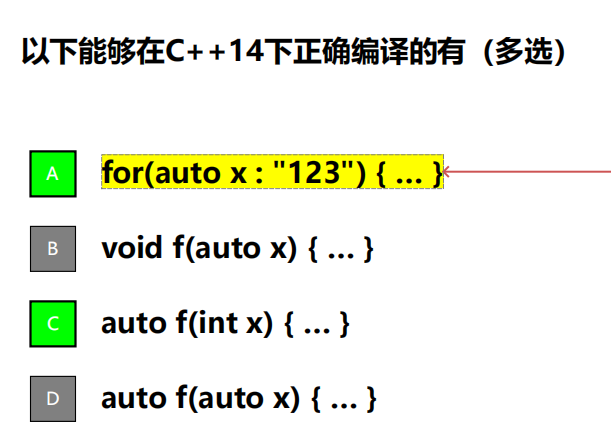 以下能够在C++14下正确编译的有（多选）
A for(auto x : "123") { ... }
B void f(auto x) { ... }
C auto f(int x) { ... }
D auto f(auto x) { ... }